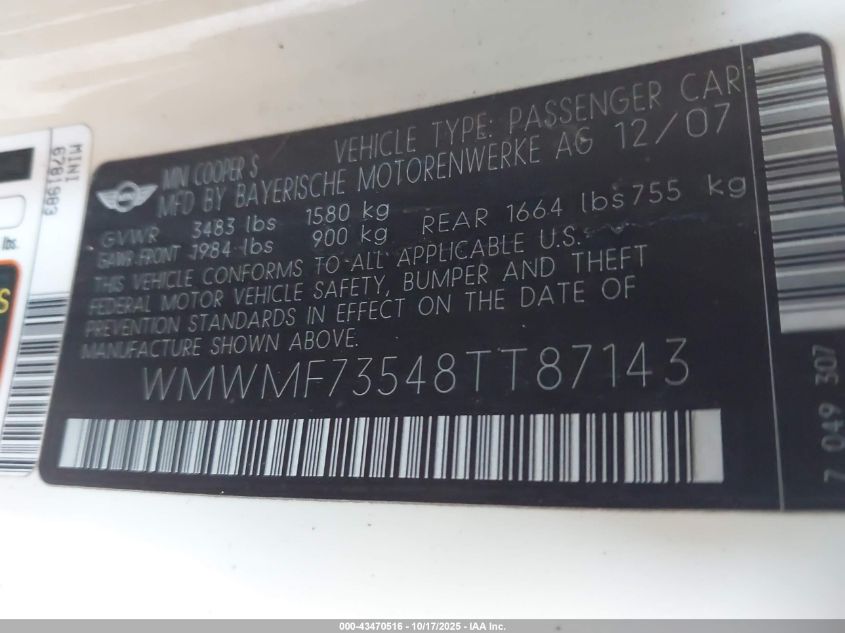 MINI COOPER S VEHICLE TYPE: PASSENGER CAR
MFD BY BAYERISCHE MOTORENWERKE AG 12/07
GVWR 3483 lbs 1580 kg
GAWR:FRONT 1984 lbs 900 kg REAR 1664 lbs 755 kg
THIS VEHICLE CONFORMS TO ALL APPLICABLE U.S.
FEDERAL MOTOR VEHICLE SAFETY, BUMPER AND THEFT
PREVENTION STANDARDS IN EFFECT ON THE DATE OF
MANUFACTURE SHOWN ABOVE.
WMWMF73548TT87143
7 049 307
MINI
6781983
lbs.
S
000-43470516 - 10/17/2025 - IAA Inc.